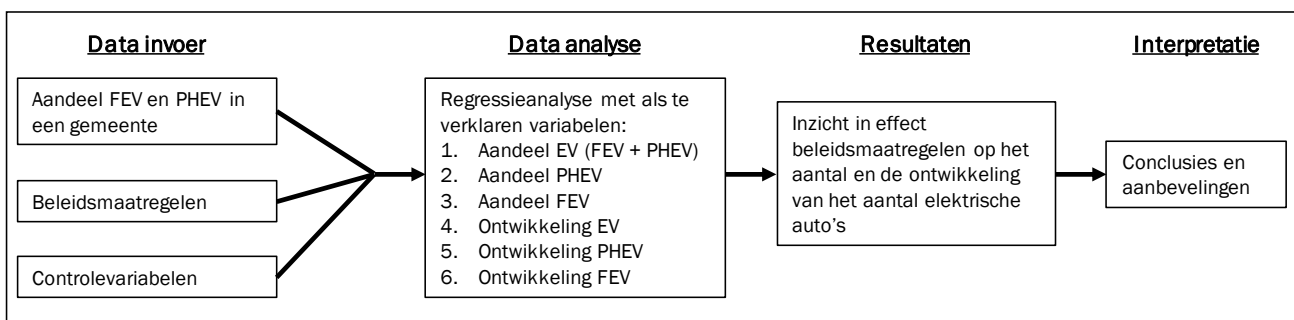 Data invoer
Aandeel FEV en PHEV in
een gemeente
Beleidsmaatregelen
Controlevariabelen
Data analyse
Regressieanalyse met als te
verklaren variabelen:
1. Aandeel EV (FEV + PHEV)
2. Aandeel PHEV
3. Aandeel FEV
4. Ontwikkeling EV
5. Ontwikkeling PHEV
6. Ontwikkeling FEV
Resultaten
Inzicht in effect
beleidsmaatregelen op het
aantal en de ontwikkeling
van het aantal elektrische
auto's
Interpretatie
Conclusies en
aanbevelingen